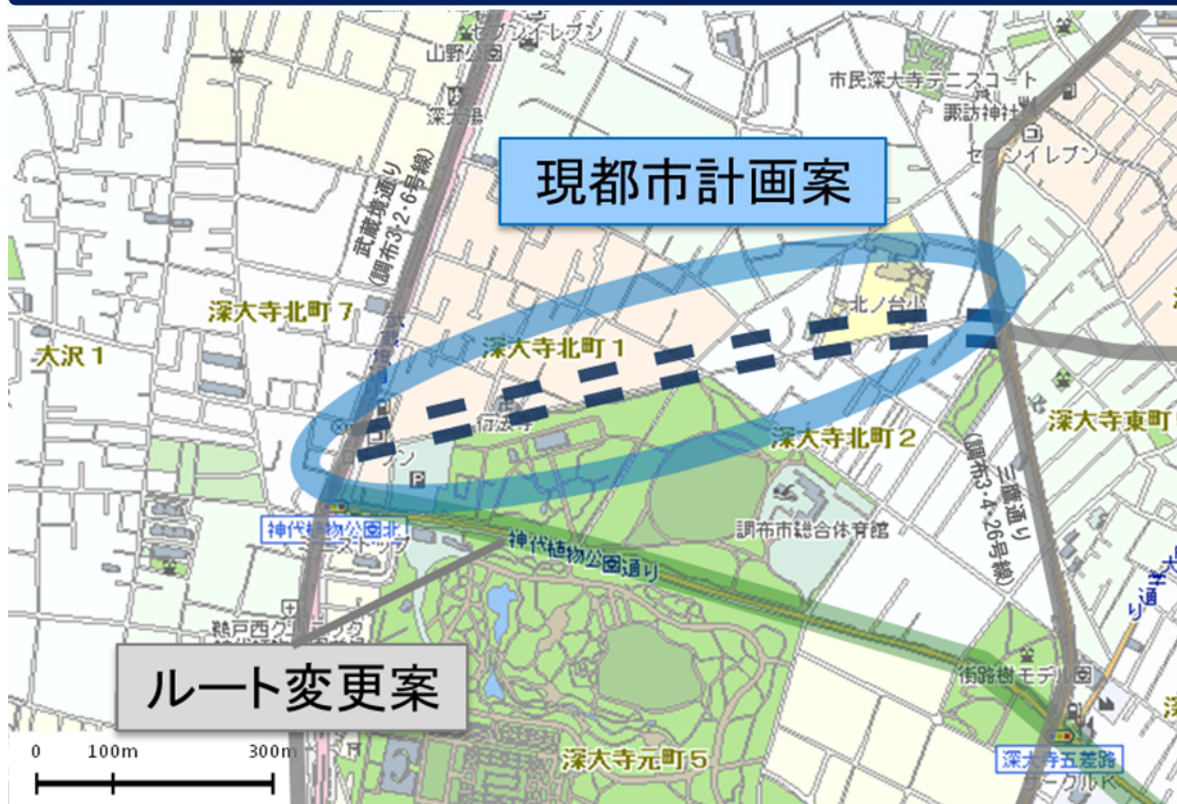 セブンイレブン
山野公園
深大湯
市民深大寺テニスコート
諏訪神社
セブンイレブン
現都市計画案
武蔵境通り
(調布3・2・6号線)
深大寺北町7
大沢1
深大寺北町1
北ノ台小
深大寺東町
深大寺北町2
三鷹通り
(調布3・4・26号線)
P
神代植物公園北
神代植物公園通り
調布市総合体育館
ルート変更案
街路樹モデル園
深大寺五差路
サークルK
深大寺元町5
0 100m 300m